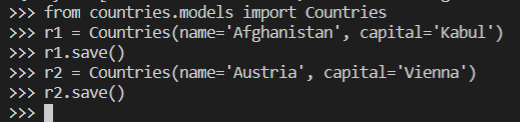 >>> from countries.models import Countries
>>> r1 = Countries(name='Afghanistan', capital='Kabul')
>>> r1.save()
>>> r2 = Countries(name='Austria', capital='Vienna')
>>> r2.save()
>>>